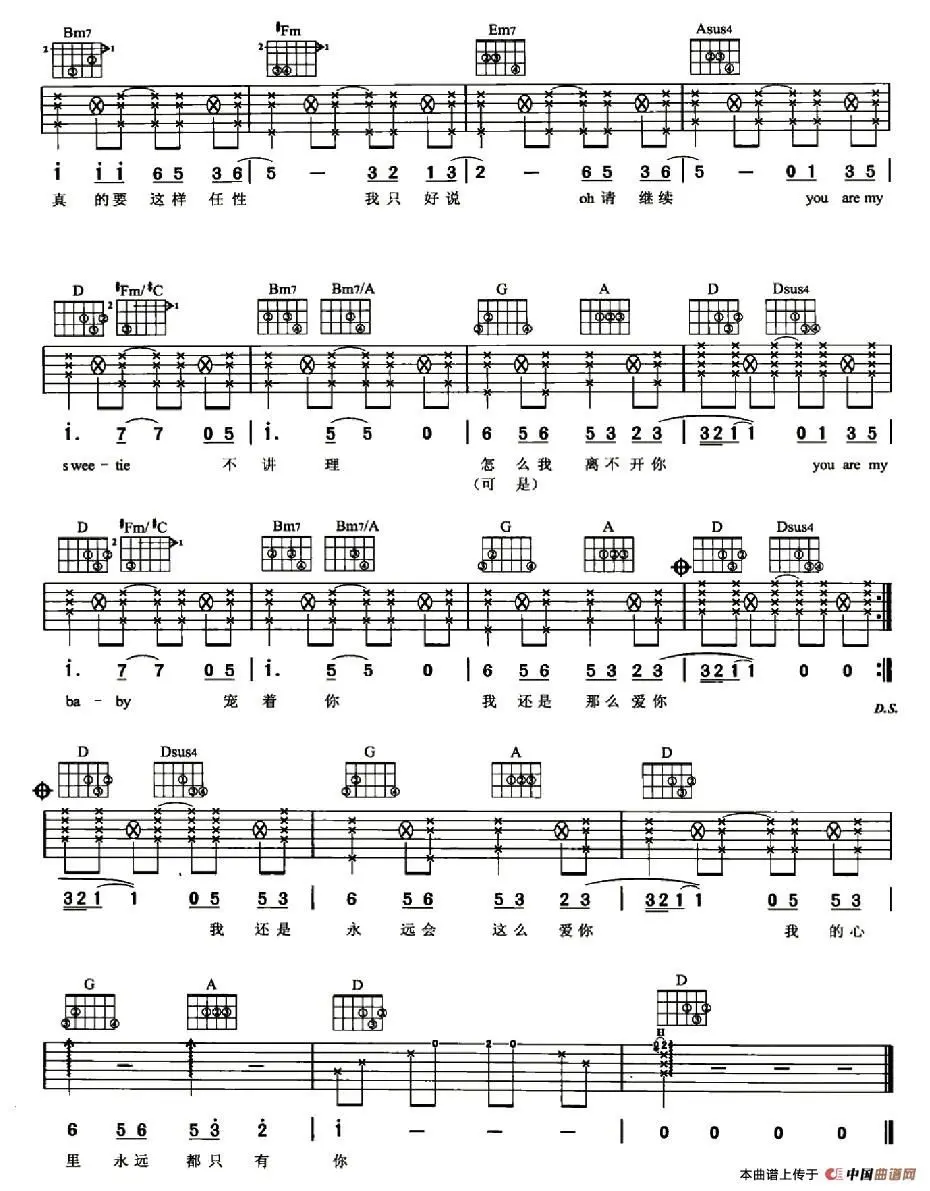 Bm7 #Fm Em7 Asus4
i i i 6 5 3 6 | 5 — 3 2 1 3 | 2 — 6 5 3 6 | 5 — 0 1 3 5 |
真 的要 这样 任性 我只 好说 oh请 继续 you are my
D #Fm/#C Bm7 Bm7/A G A D Dsus4
i. 7 7 0 5 | i. 5 5 0 | 6 5 6 5 3 2 3 | 3 2 1 1 0 1 3 5 |
swee - tie 不 讲 理 怎 么我 离不 开你 you are my
(可 是)
D #Fm/#C Bm7 Bm7/A G A D Dsus4
i. 7 7 0 5 | i. 5 5 0 | 6 5 6 5 3 2 3 | 3 2 1 1 0 0 :||
ba - by 宠 着 你 我 还是 那么 爱你 D.S.
D Dsus4 G A D
3 2 1 1 0 5 5 3 | 6 5 6 5 3 2 3 | 3 2 1 1 0 5 5 3 |
我 还是 永 远会 这么 爱你 我 的心
G A D D
H
0 2 0 0 2
6 5 6 5 3 2 | i — — — | 0 0 0 0 ||
里 永远 都只 有 你
本曲谱上传于 中国曲谱网